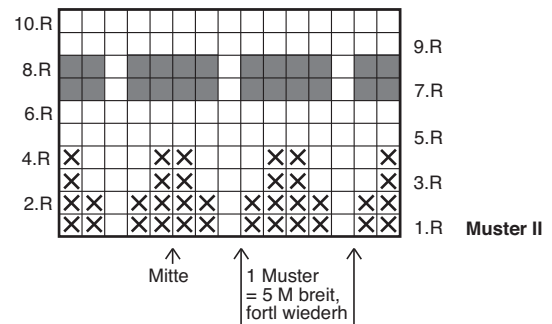 10.R
9.R
8.R
7.R
6.R
5.R
4.R
3.R
2.R
1.R Muster II
Mitte
1 Muster
= 5 M breit,
fortl wiederh